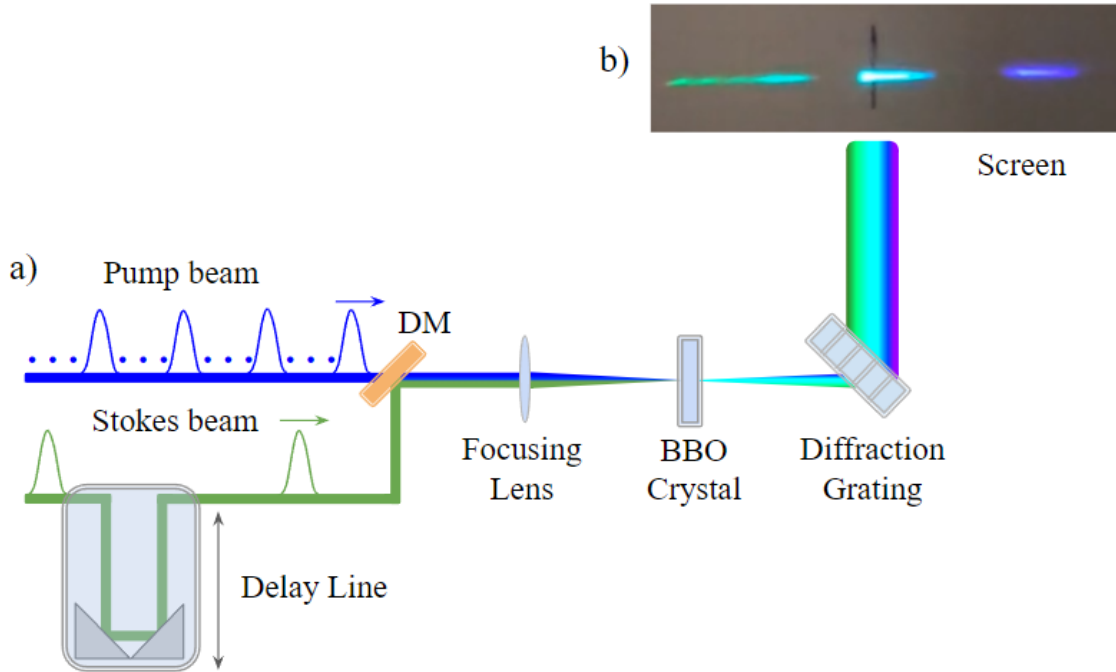 b)
Screen
a)
Pump beam
DM
Stokes beam
Focusing
Lens
BBO
Crystal
Diffraction
Grating
Delay Line